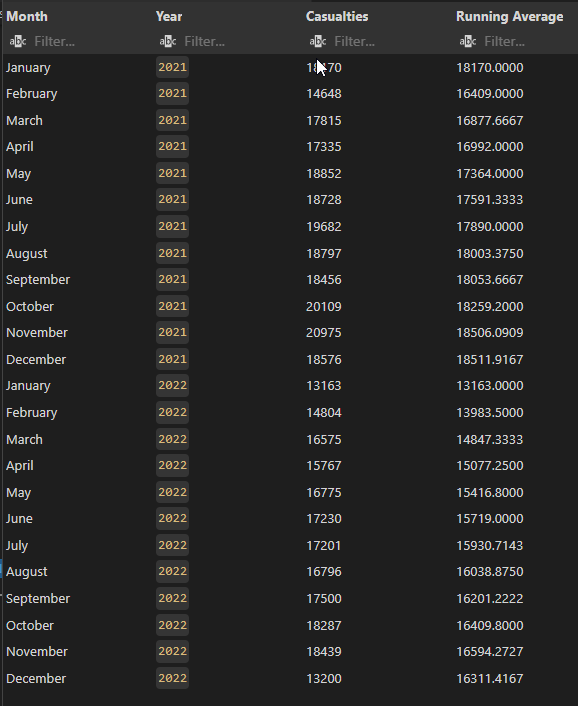 Month Year Casualties Running Average
abc Filter... abc Filter... abc Filter... abc Filter...
January 2021 18170 18170.0000
February 2021 14648 16409.0000
March 2021 17815 16877.6667
April 2021 17335 16992.0000
May 2021 18852 17364.0000
June 2021 18728 17591.3333
July 2021 19682 17890.0000
August 2021 18797 18003.3750
September 2021 18456 18053.6667
October 2021 20109 18259.2000
November 2021 20975 18506.0909
December 2021 18576 18511.9167
January 2022 13163 13163.0000
February 2022 14804 13983.5000
March 2022 16575 14847.3333
April 2022 15767 15077.2500
May 2022 16775 15416.8000
June 2022 17230 15719.0000
July 2022 17201 15930.7143
August 2022 16796 16038.8750
September 2022 17500 16201.2222
October 2022 18287 16409.8000
November 2022 18439 16594.2727
December 2022 13200 16311.4167